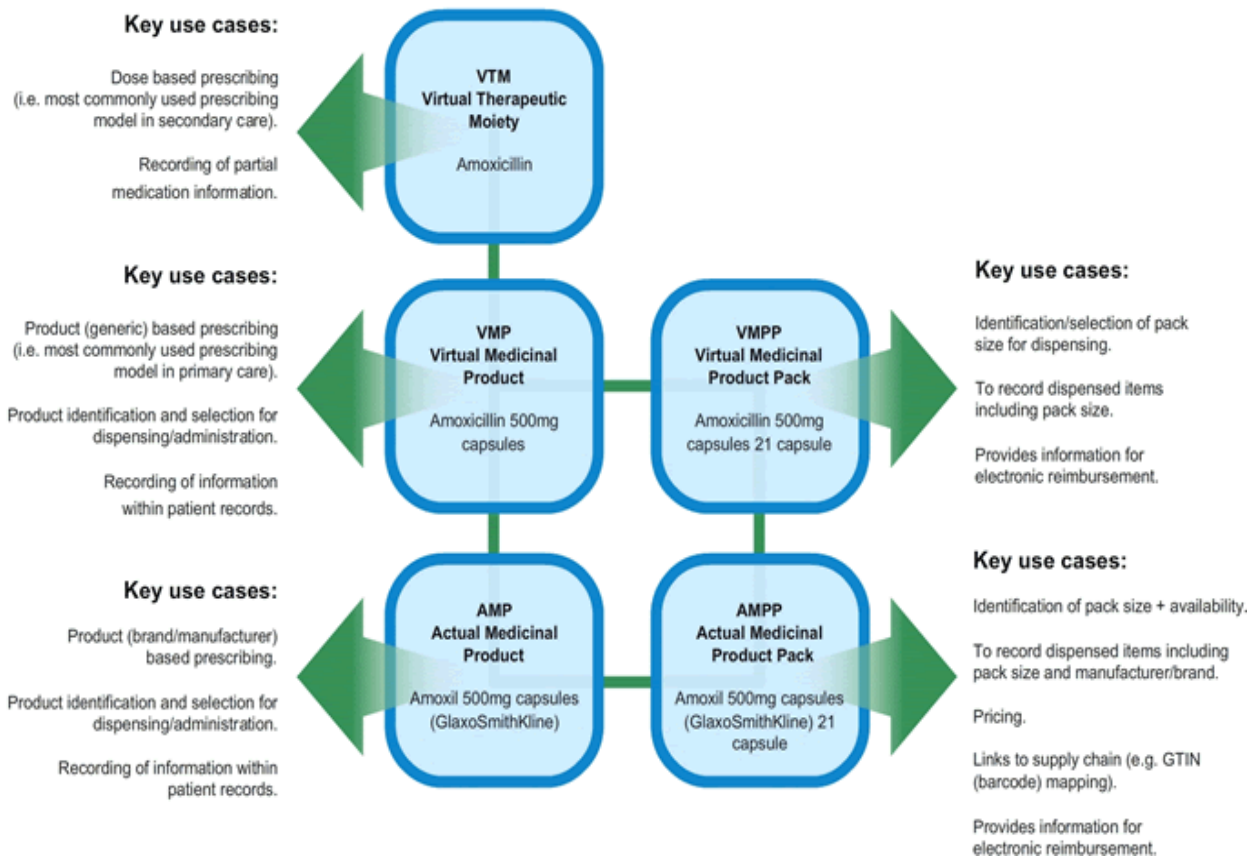 Key use cases:
Dose based prescribing
(i.e. most commonly used prescribing
model in secondary care).
Recording of partial
medication information.
VTM
Virtual Therapeutic
Moiety
Amoxicillin
Key use cases:
Product (generic) based prescribing
(i.e. most commonly used prescribing
model in primary care).
Product identification and selection for
dispensing/administration.
Recording of information
within patient records.
VMP
Virtual Medicinal
Product
Amoxicillin 500mg
capsules
VMPP
Virtual Medicinal
Product Pack
Amoxicillin 500mg
capsules 21 capsule
Key use cases:
Identification/selection of pack
size for dispensing.
To record dispensed items
including pack size.
Provides information for
electronic reimbursement.
Key use cases:
Product (brand/manufacturer)
based prescribing.
Product identification and selection for
dispensing/administration.
Recording of information within
patient records.
AMP
Actual Medicinal
Product
Amoxil 500mg capsules
(GlaxoSmithKline)
AMPP
Actual Medicinal
Product Pack
Amoxil 500mg capsules
(GlaxoSmithKline) 21
capsule
Key use cases:
Identification of pack size + availability.
To record dispensed items including
pack size and manufacturer/brand.
Pricing.
Links to supply chain (e.g. GTIN
(barcode) mapping).
Provides information for
electronic reimbursement.